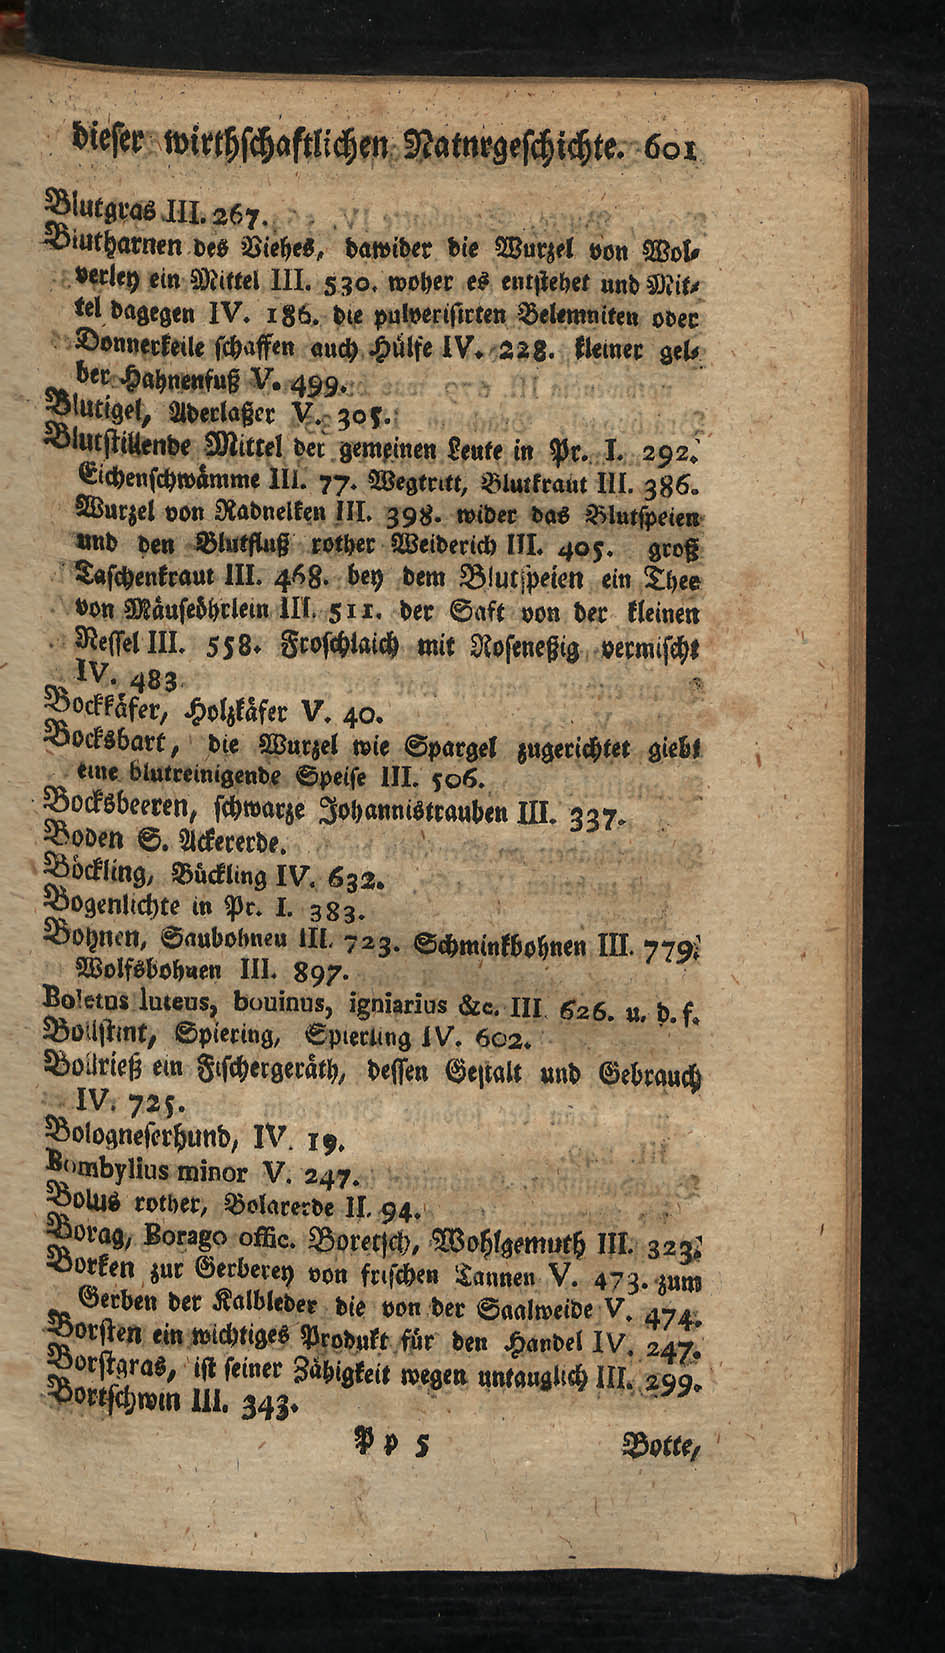 dieser wirthschaftlichen Naturgeschichte. 601
Blutgras III. 267.
Blutharnen des Viehes, dawider die Wurzel von Wol-
verley ein Mittel III. 530. woher es entstehet und Mit-
tel dagegen IV. 186. die pulverisirten Belemniten oder
Donnerkeile schaffen auch Hülfe IV. 228. kleiner gel-
ber Hahnenfuß V. 499.
Blutigel, Aderlaßer V. 305.
Blutstillende Mittel der gemeinen Leute in Pr. I. 292.
Eichenschwämme III. 77. Wegtritt, Blutkraut III. 386.
Wurzel von Radnelken III. 398. wider das Blutspeien
und den Blutfluß rother Weiderich III. 405. groß
Taschenkraut III. 468. bey dem Blutspeien ein Thee
von Mäuseöhrlein III. 511. der Saft von der kleinen
Nessel III. 558. Froschlaich mit Roseneßig vermischt
IV. 483
Bockkäfer, Holzkäfer V. 40.
Bocksbart, die Wurzel wie Spargel zugerichtet giebt
eine blutreinigende Speise III. 506.
Bocksbeeren, schwarze Johannistrauben III. 337.
Boden S. Ackererde.
Böckling, Bückling IV. 632.
Bogenlichte in Pr. I. 383.
Bohnen, Saubohnen III. 723. Schminkbohnen III. 779.
Wolfsbohnen III. 897.
Boletus luteus, bouinus, igniarius &c. III 626. u. d. f.
Bollstint, Spiering, Spierling IV. 602.
Bollrieß ein Fischergeräth, dessen Gestalt und Gebrauch
IV. 725.
Bologneserhund, IV. 19.
Bombylius minor V. 247.
Bolus rother, Bolarerde II. 94.
Borag, Borago offic. Boretsch, Wohlgemuth III. 323.
Borken zur Gerberey von frischen Tannen V. 473. zum
Gerben der Kalbleder die von der Saalweide V. 474.
Borsten ein wichtiges Produkt für den Handel IV. 247.
Borstgras, ist seiner Zähigkeit wegen untauglich III. 299.
Bortschwin III. 343.
P p 5 Botte,